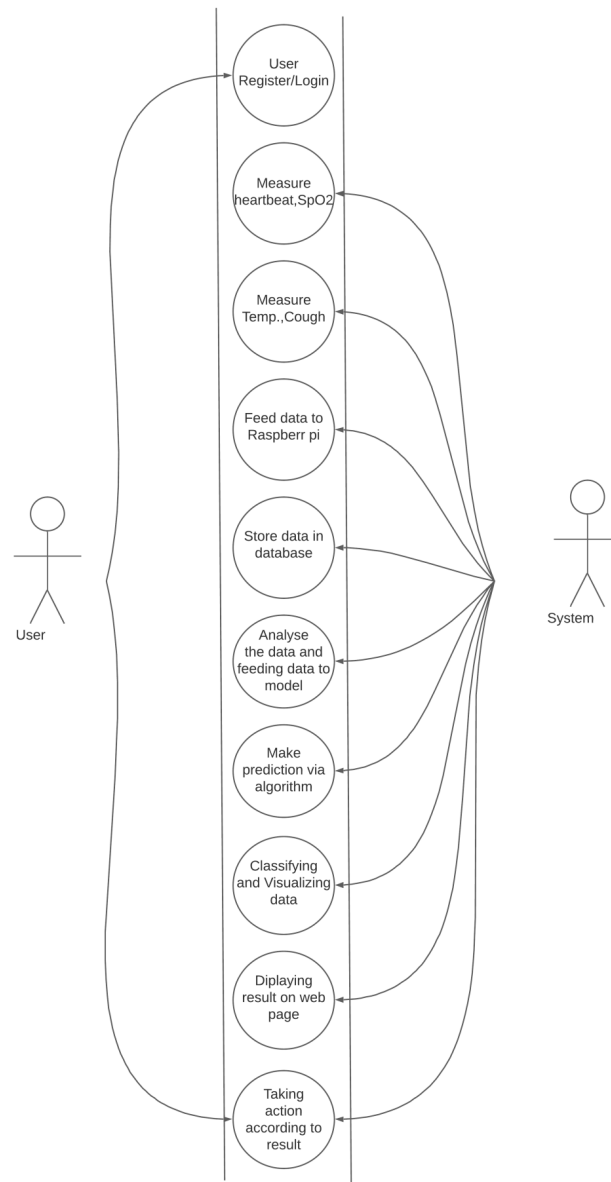 User
Register/Login
Measure
heartbeat,SpO2
Measure
Temp.,Cough
Feed data to
Raspberr pi
Store data in
database
Analyse
the data and
feeding data to
model
Make
prediction via
algorithm
Classifying
and Visualizing
data
Diplaying
result on web
page
Taking
action
according to
result
User
System